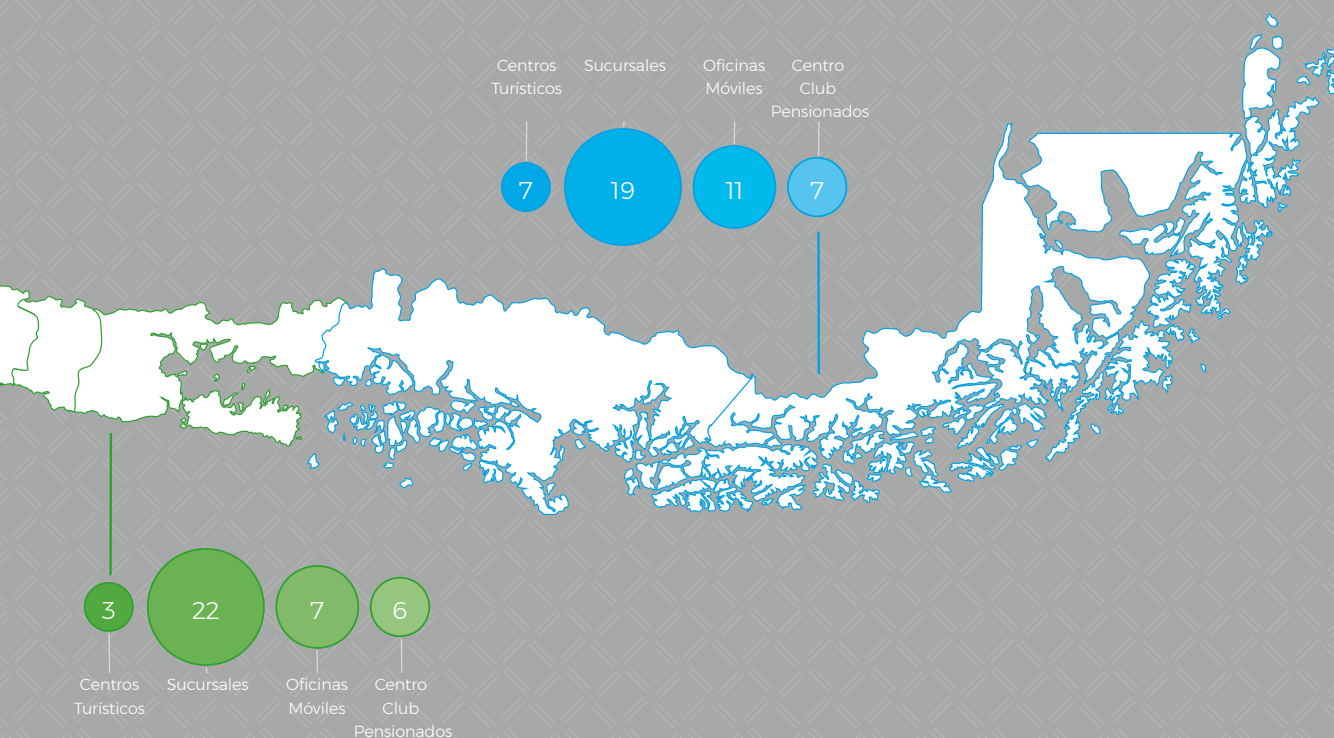 Centros
Turísticos
Sucursales
Oficinas
Móviles
Centro
Club
Pensionados
7
19
11
7
3
22
7
6
Centros
Turísticos
Sucursales
Oficinas
Móviles
Centro
Club
Pensionados